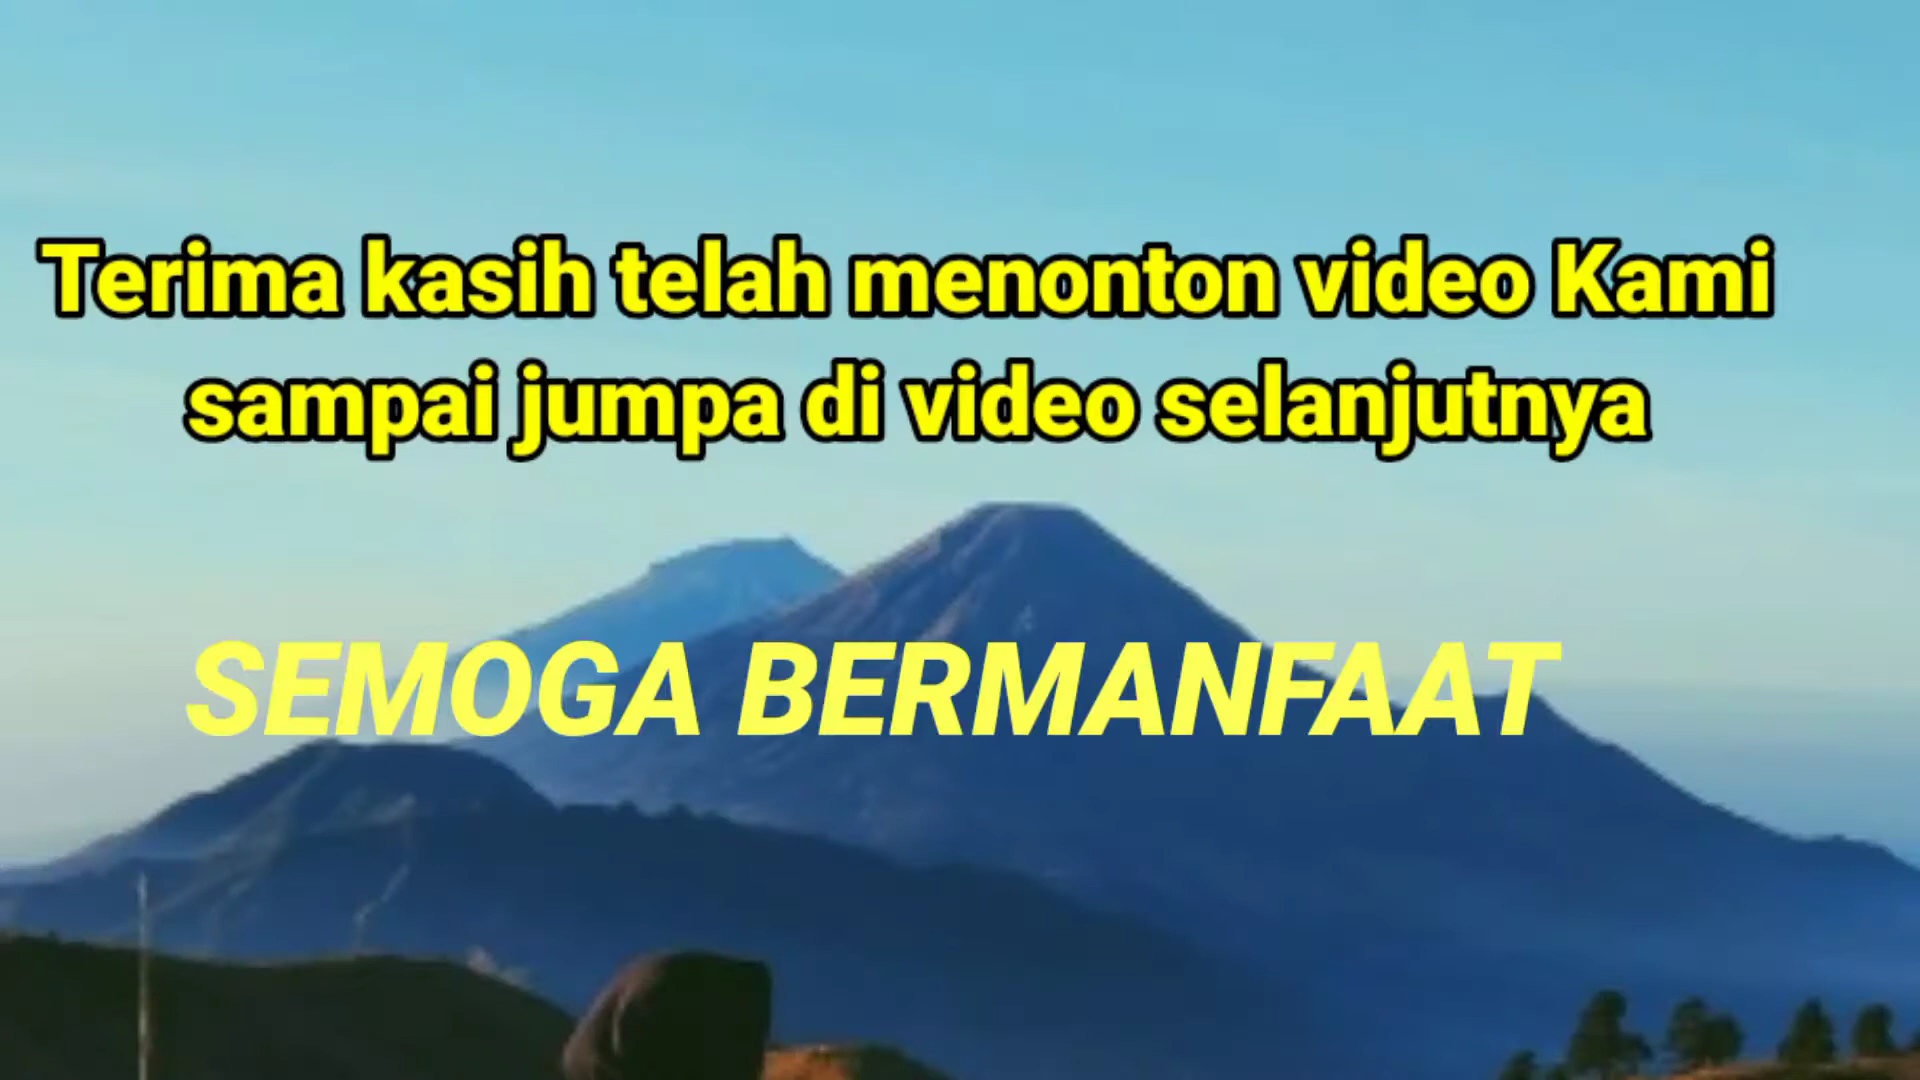 Terima kasih telah menonton video Kami
sampai jumpa di video selanjutnya
SEMOGA BERMANFAAT